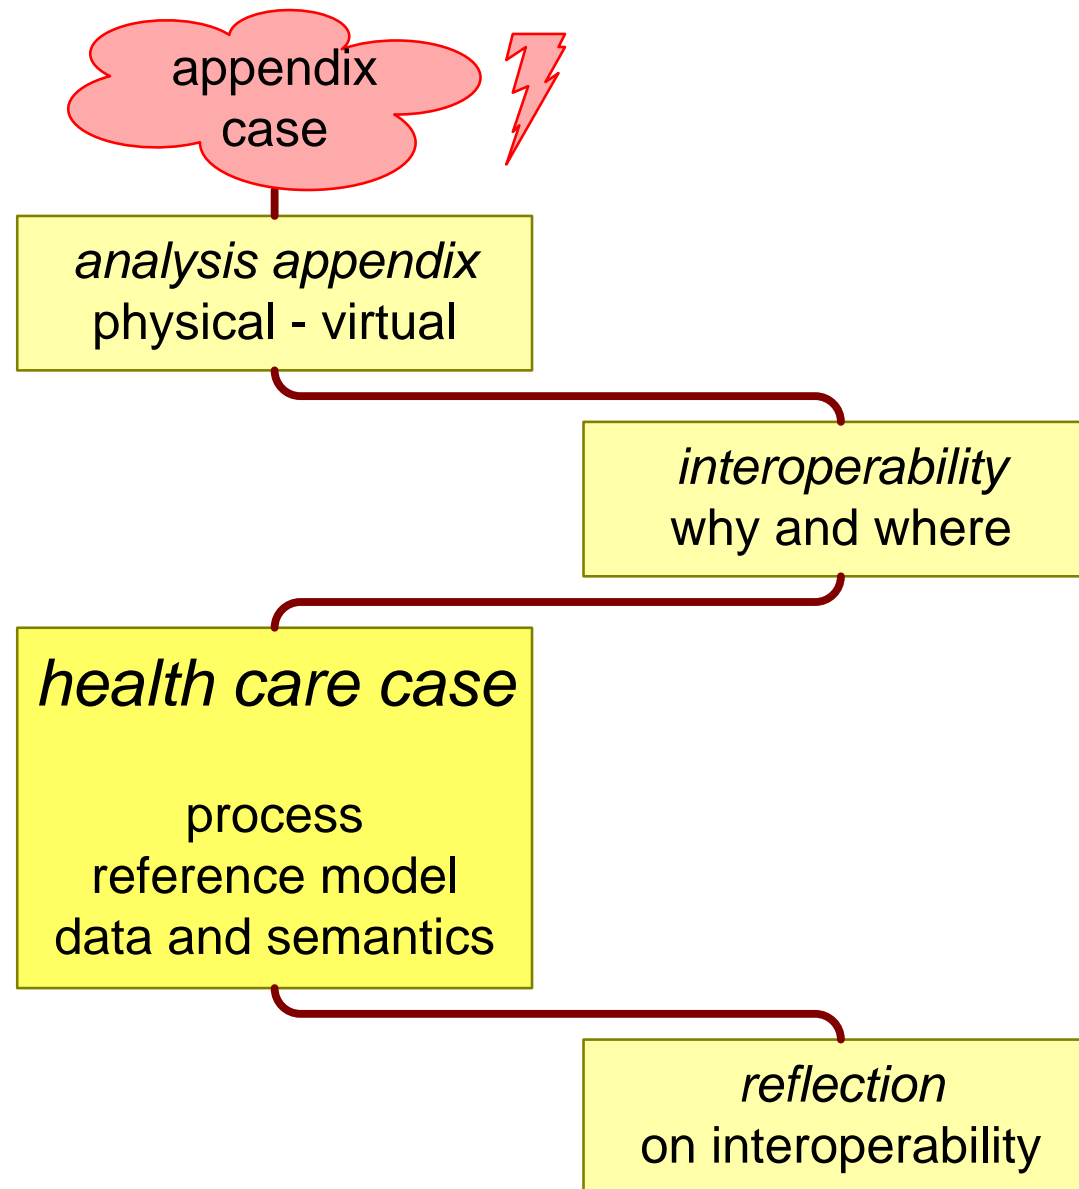 appendix
case
analysis appendix
physical - virtual
interoperability
why and where
health care case
process
reference model
data and semantics
reflection
on interoperability